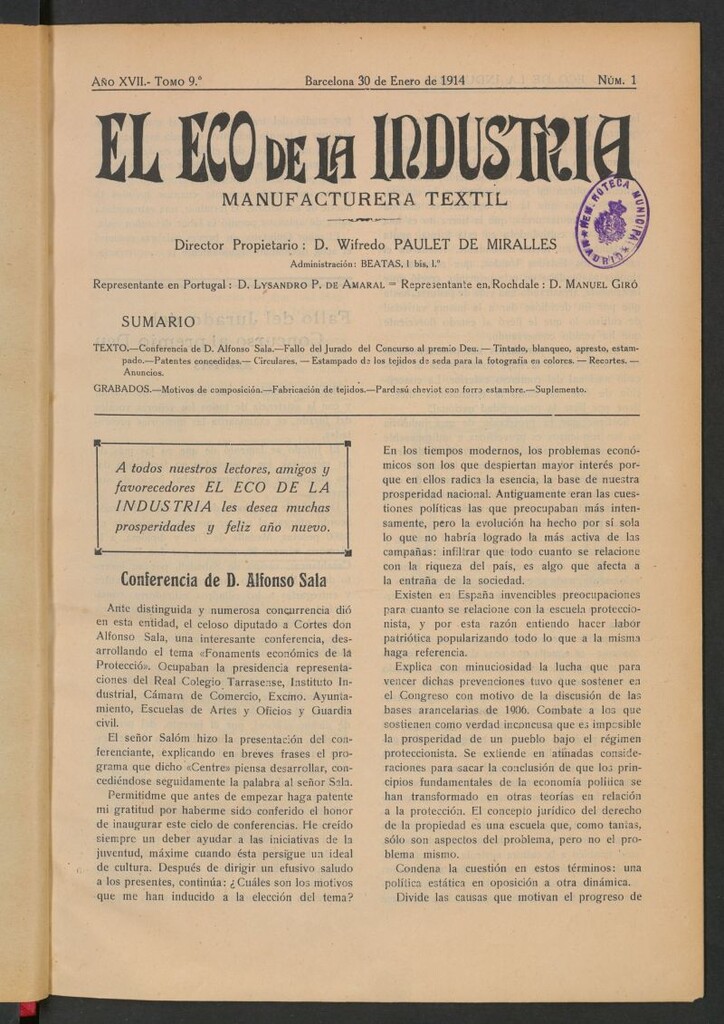 AÑO XVII.- TOMO 9.º
Barcelona 30 de Enero de 1914
NÚM. 1
EL ECO DE LA INDUSTRIA
MANUFACTURERA TEXTIL
HEMEROTECA MUNICIPAL
MADRID
Director Propietario: D. Wifredo PAULET DE MIRALLES
Administración: BEATAS, 1 bis, 1.º
Representante en Portugal: D. LYSANDRO P. DE AMARAL = Representante en, Rochdale: D. MANUEL GIRÓ
SUMARIO
TEXTO.—Conferencia de D. Alfonso Sala.—Fallo del Jurado del Concurso al premio Deu. — Tintado, blanqueo, apresto, estam-
pado.—Patentes concedidas.— Circulares. — Estampado de los tejidos de seda para la fotografía en colores. — Recortes. —
Anuncios.
GRABADOS.—Motivos de composición.—Fabricación de tejidos.—Pardesú cheviot con forro estambre.—Suplemento.
A todos nuestros lectores, amigos y
favorecedores EL ECO DE LA
INDUSTRIA les desea muchas
prosperidades y feliz año nuevo.
Conferencia de D. Alfonso Sala
Ante distinguida y numerosa concurrencia dió
en esta entidad, el celoso diputado a Cortes don
Alfonso Sala, una interesante conferencia, des-
arrollando el tema «Fonaments económics de la
Protecció». Ocupaban la presidencia representa-
ciones del Real Colegio Tarrasense, Instituto In-
dustrial, Cámara de Comercio, Excmo. Ayunta-
miento, Escuelas de Artes y Oficios y Guardia
civil.
El señor Salóm hizo la presentación del con-
ferenciante, explicando en breves frases el pro-
grama que dicho «Centre» piensa desarrollar, con-
cediéndose seguidamente la palabra al señor Sala.
Permitidme que antes de empezar haga patente
mi gratitud por haberme sido conferido el honor
de inaugurar este ciclo de conferencias. He creído
siempre un deber ayudar a las iniciativas de la
juventud, máxime cuando ésta persigue un ideal
de cultura. Después de dirigir un efusivo saludo
a los presentes, continúa: ¿Cuáles son los motivos
que me han inducido a la elección del tema?
En los tiempos modernos, los problemas econó-
micos son los que despiertan mayor interés por-
que en ellos radica la esencia, la base de nuestra
prosperidad nacional. Antiguamente eran las cues-
tiones políticas las que preocupaban más inten-
samente, pero la evolución ha hecho por sí sola
lo que no habría logrado la más activa de las
campañas: infiltrar que todo cuanto se relacione
con la riqueza del país, es algo que afecta a
la entraña de la sociedad.
Existen en España invencibles preocupaciones
para cuanto se relacione con la escuela proteccio-
nista, y por esta razón entiendo hacer labor
patriótica popularizando todo lo que a la misma
haga referencia.
Explica con minuciosidad la lucha que para
vencer dichas prevenciones tuvo que sostener en
el Congreso con motivo de la discusión de las
bases arancelarias de 1906. Combate a los que
sostienen como verdad inconcusa que es imposible
la prosperidad de un pueblo bajo el régimen
proteccionista. Se extiende en atinadas conside-
raciones para sacar la conclusión de que los prin-
cipios fundamentales de la economía política se
han transformado en otras teorías en relación
a la protección. El concepto jurídico del derecho
de la propiedad es una escuela que, como tantas,
sólo son aspectos del problema, pero no el pro-
blema mismo.
Condena la cuestión en estos términos: una
política estática en oposición a otra dinámica.
Divide las causas que motivan el progreso de